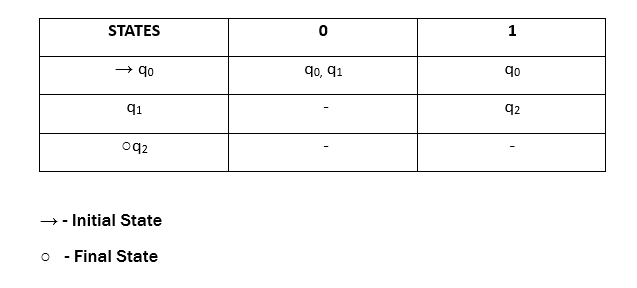 STATES 0 1
→ q0 q0, q1 q0
q1 - q2
○q2 - -
→ - Initial State
○ - Final State